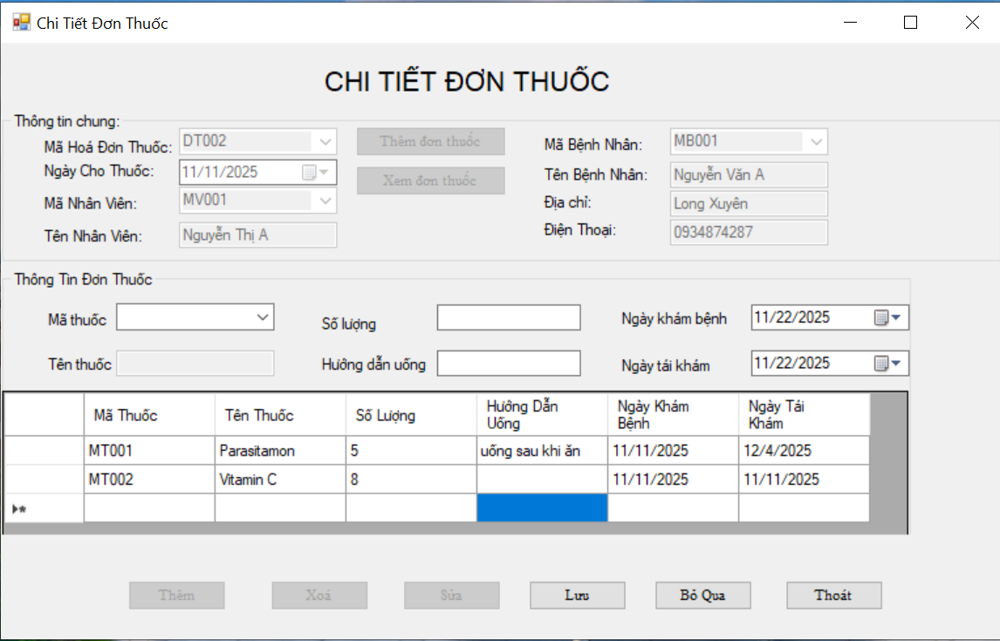 Chi Tiết Đơn Thuốc
CHI TIẾT ĐƠN THUỐC
Thông tin chung:
Mã Hoá Đơn Thuốc: DT002
Thêm đơn thuốc
Mã Bệnh Nhân: MB001
Ngày Cho Thuốc: 11/11/2025
Xem đơn thuốc
Tên Bệnh Nhân: Nguyễn Văn A
Mã Nhân Viên: MV001
Địa chỉ: Long Xuyên
Tên Nhân Viên: Nguyễn Thị A
Điện Thoại: 0934874287
Thông Tin Đơn Thuốc
Mã thuốc
Số lượng
Ngày khám bệnh 11/22/2025
Tên thuốc
Hướng dẫn uống
Ngày tái khám 11/22/2025
Mã Thuốc Tên Thuốc Số Lượng Hướng Dẫn Uống Ngày Khám Bệnh Ngày Tái Khám
MT001 Parasitamon 5 uống sau khi ăn 11/11/2025 12/4/2025
MT002 Vitamin C 8 11/11/2025 11/11/2025
Thêm Xoá Sửa Lưu Bỏ Qua Thoát